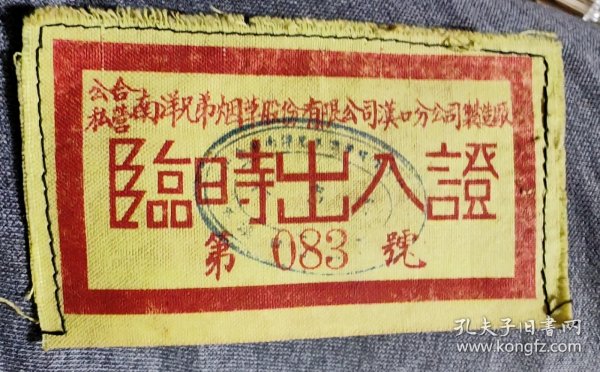 公私合营南洋兄弟烟草股份有限公司漢口分公司製造廠
臨時出入證
第 083 號
孔夫子旧書网
www.kongfz.com